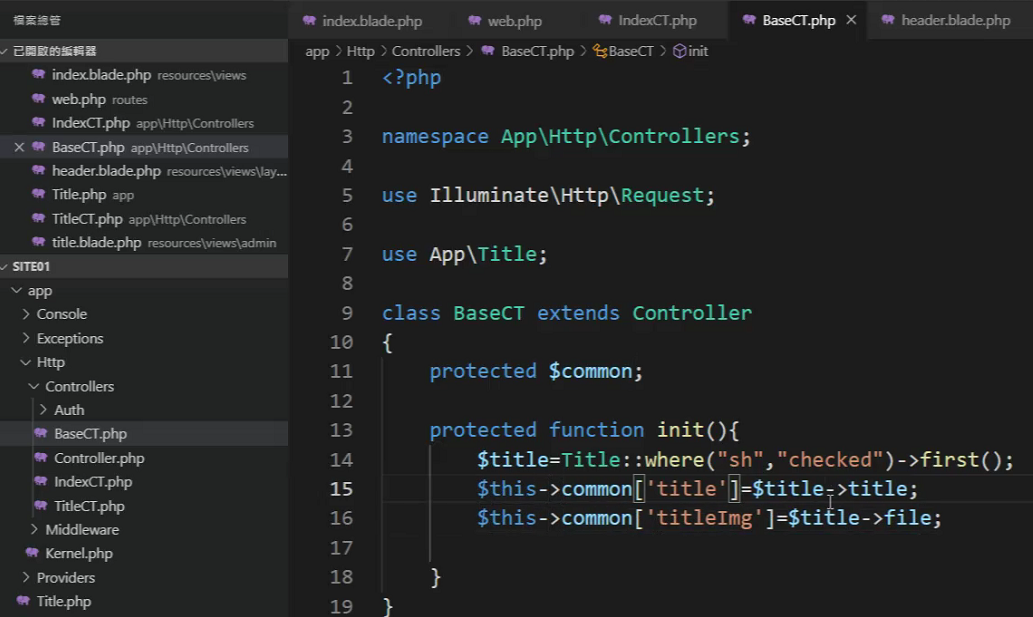 檔案總管
已開啟的編輯器
index.blade.php resources\views
web.php routes
IndexCT.php app\Http\Controllers
BaseCT.php app\Http\Controllers
header.blade.php resources\views\lay...
Title.php app
TitleCT.php app\Http\Controllers
title.blade.php resources\views\admin
SITE01
app
Console
Exceptions
Http
Controllers
Auth
BaseCT.php
Controller.php
IndexCT.php
TitleCT.php
Middleware
Kernel.php
Providers
Title.php
index.blade.php web.php IndexCT.php BaseCT.php header.blade.php
app > Http > Controllers > BaseCT.php > BaseCT > init
1 <?php
2
3 namespace App\Http\Controllers;
4
5 use Illuminate\Http\Request;
6
7 use App\Title;
8
9 class BaseCT extends Controller
10 {
11 protected $common;
12
13 protected function init(){
14 $title=Title::where("sh","checked")->first();
15 $this->common['title']=$title->title;
16 $this->common['titleImg']=$title->file;
17
18 }
19 }